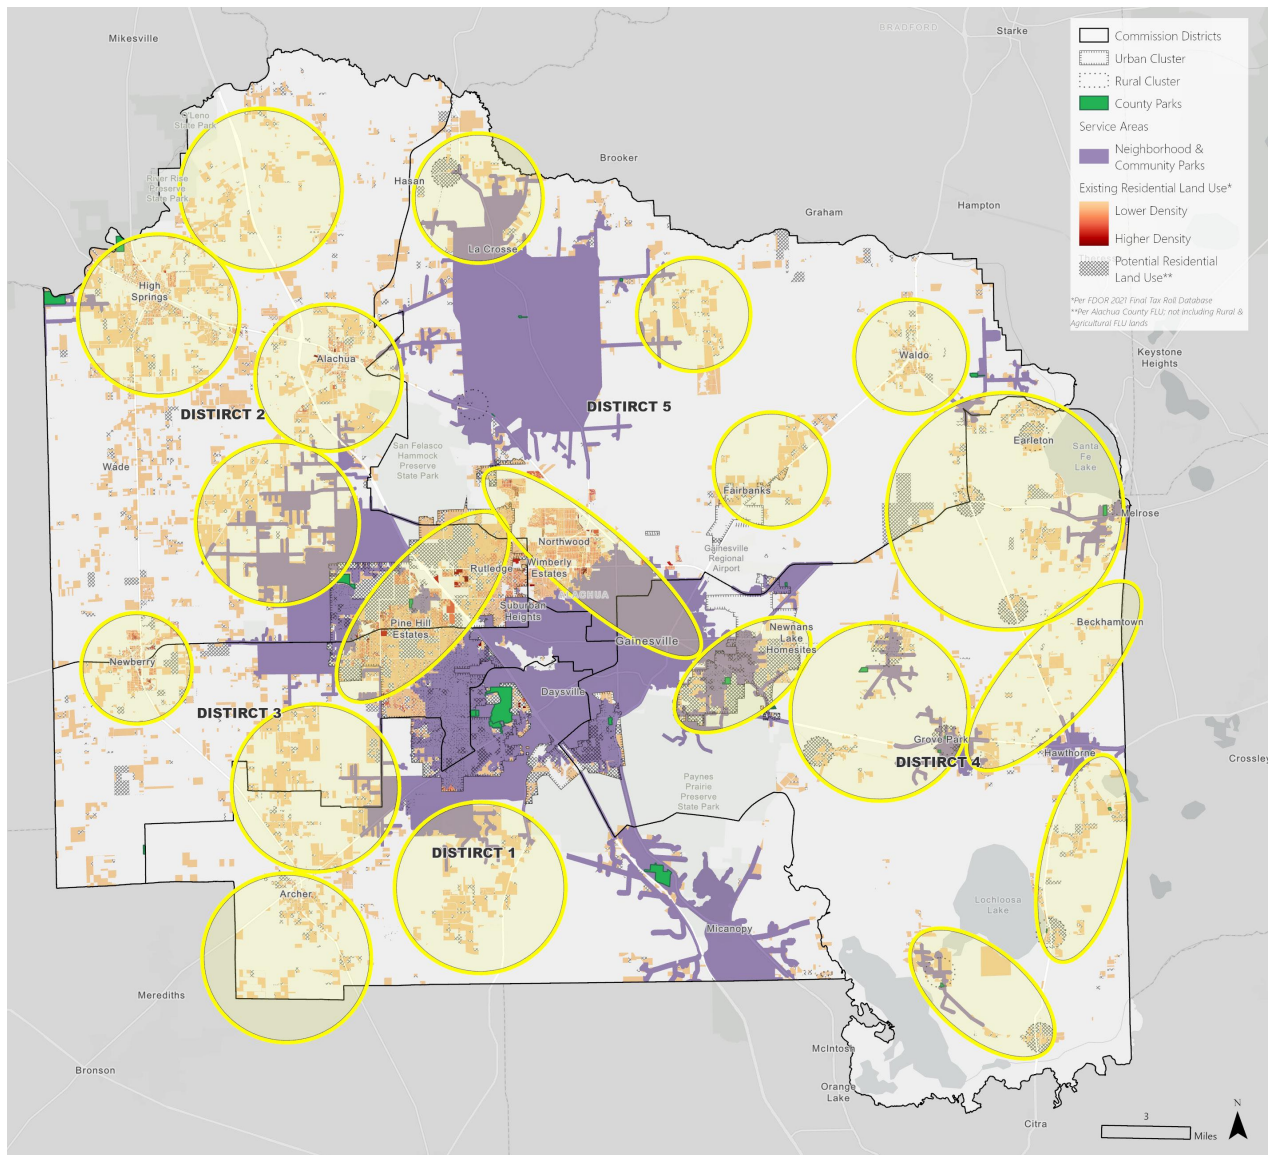 Mikesville
BRADFORD
Starke
Commission Districts
Urban Cluster
Rural Cluster
County Parks
Service Areas
Neighborhood &
Community Parks
Existing Residential Land Use*
Lower Density
Higher Density
Potential Residential
Land Use**
*Per FDOR 2021 Final Tax Roll Database
**Per Alachua County FLU; not including Rural &
Agricultural FLU lands
O'Leno
State Park
River Rise
Preserve
State Park
Hasan
Brooker
Graham
Hampton
La Crosse
High
Springs
Alachua
Waldo
Keystone
Heights
DISTIRCT 2
DISTIRCT 5
Wade
San Felasco
Hammock
Preserve
State Park
Earleton
Santa
Fe
Lake
Fairbanks
Melrose
Northwood
Gainesville
Regional
Airport
Rutledge
Wimberly
Estates
ALACHUA
Suburban
Heights
Pine Hill
Estates
Gainesville
Newnans
Lake
Homesites
Beckhamtown
Newberry
Daysville
DISTIRCT 3
Grove Park
Hawthorne
DISTIRCT 4
Crossley
Paynes
Prairie
Preserve
State Park
DISTIRCT 1
Archer
Lochloosa
Lake
Micanopy
Merediths
McIntosh
Bronson
Orange
Lake
Citra
3
Miles
N